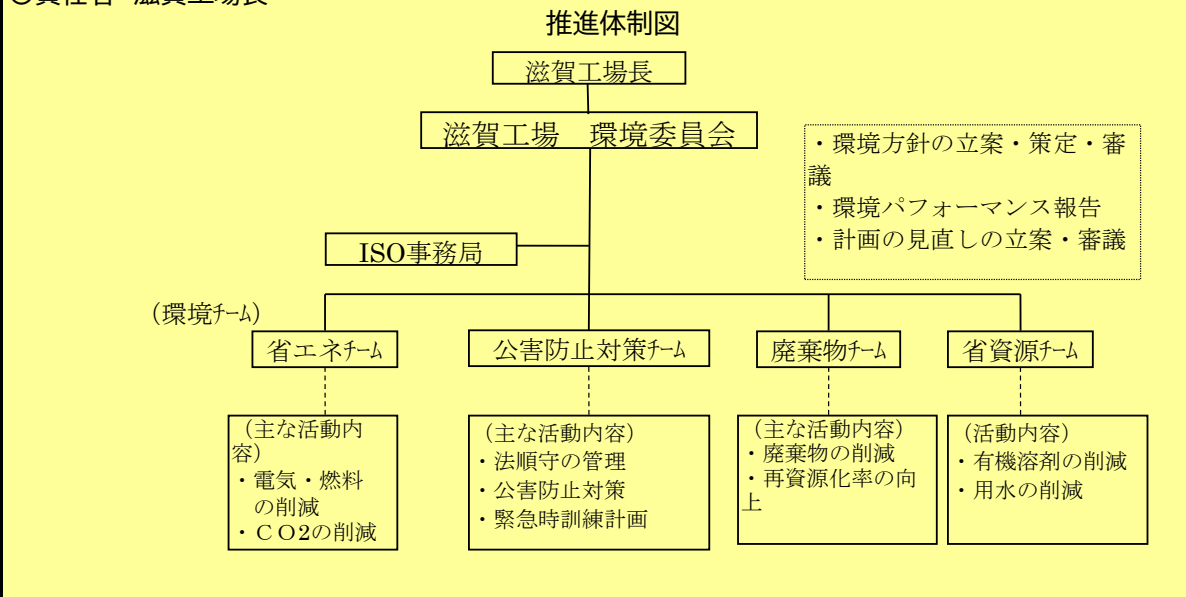 推進体制図
滋賀工場長
滋賀工場　環境委員会
・環境方針の立案・策定・審
議
・環境パフォーマンス報告
・計画の見直しの立案・審議
ISO事務局
(環境ﾁｰﾑ)
省エネﾁｰﾑ
公害防止対策ﾁｰﾑ
廃棄物ﾁｰﾑ
省資源ﾁｰﾑ
（主な活動内
容）
・電気・燃料
の削減
・ＣＯ2の削減
（主な活動内容）
・法順守の管理
・公害防止対策
・緊急時訓練計画
（主な活動内容）
・廃棄物の削減
・再資源化率の向
上
（活動内容）
・有機溶剤の削減
・用水の削減